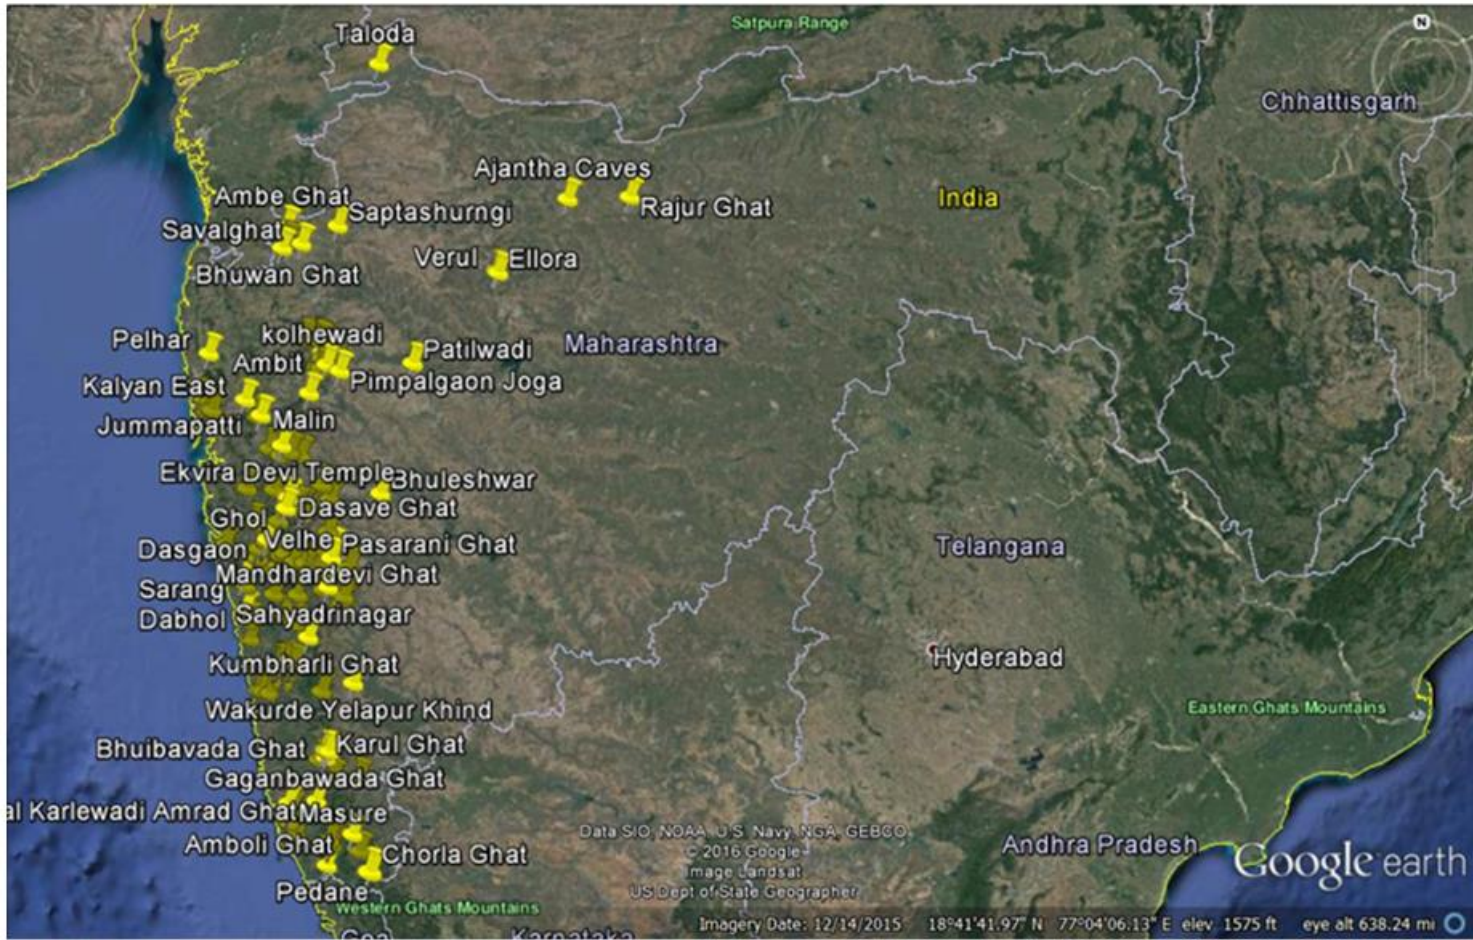 Taloda
Satpura Range
N
Chhattisgarh
Ajantha Caves
Ambe Ghat
Saptashurngi
Rajur Ghat
India
Savalghat
Bhuwan Ghat
Verul
Ellora
Pelhar
kolhewadi
Patilwadi
Maharashtra
Ambit
Pimpalgaon Joga
Kalyan East
Jummapatti
Malin
Ekvira Devi Temple
Bhuleshwar
Dasave Ghat
Ghol
Velhe
Pasarani Ghat
Dasgaon
Telangana
Mandhardevi Ghat
Sarang
Dabhol
Sahyadrinagar
Kumbharli Ghat
Hyderabad
Wakurde Yelapur Khind
Eastern Ghats Mountains
Bhuibavada Ghat
Karul Ghat
Gaganbawada Ghat
al Karlewadi Amrad Ghat
Masure
Amboli Ghat
Chorla Ghat
Pedane
Western Ghats Mountains
Goa
Karnataka
Andhra Pradesh
Data SIO, NOAA, U.S. Navy, NGA, GEBCO
© 2016 Google
Image Landsat
US Dept of State Geographer
Google earth
Imagery Date: 12/14/2015 18°41'41.97" N 77°04'06.13" E elev 1575 ft eye alt 638.24 mi